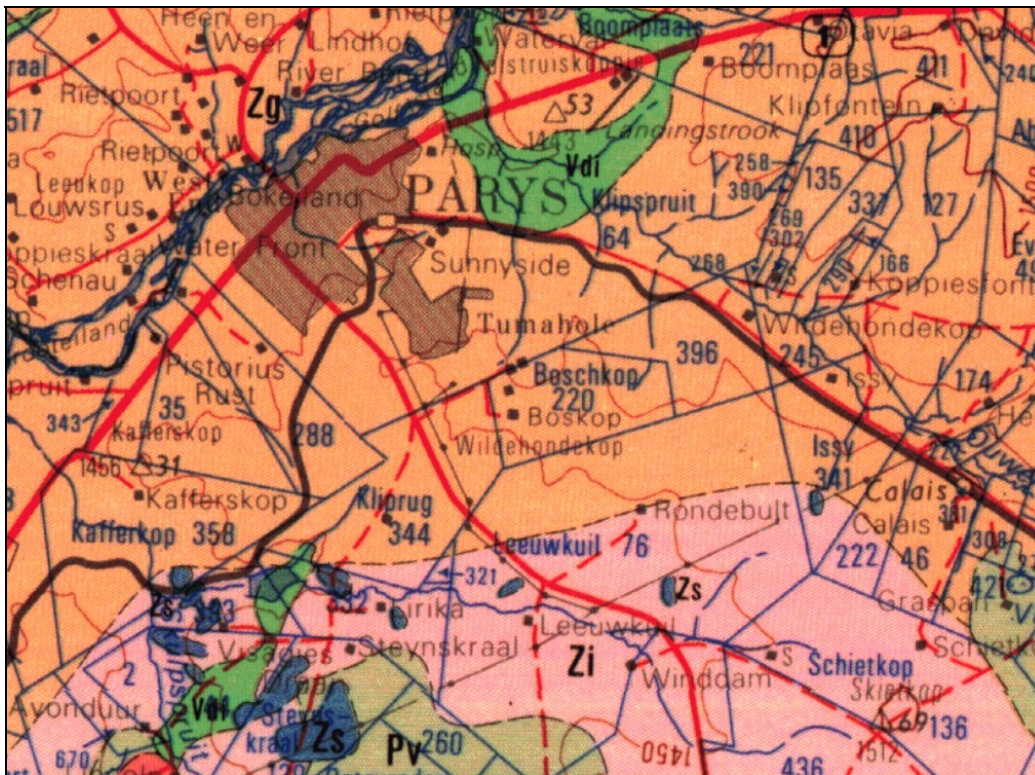 Heen en
Weer
Lindhof
Waterval
Boomplaats
221
1
Boomplaas
411
Klipfontein
410
517
Rietpoort
Zg
53
1443
Landingstrook
Hosp
Vdi
Rietpoort
W
Leeukop
West
Louwsrus
S
Bokeiland
PARYS
Klipspruit
258
390
269
302
135
337
127
Water Front
64
268
290
166
Schenau
Sunnyside
Wildehondekop
Tumahole
Pistorius
Rust
396
245
Issy
174
Boschkop
220
Boskop
343
35
Kafferskop
288
Wildehondekop
1456
31
Kafferskop
Issy
341
Calais
Calais
Kafferkop 358
Kliprug
344
Rondebult
Leeuwkuil 76
222
46
308
421
Graspan
321
Zs
Zs
Lirika
Leeuwkuil
Visagies
Steynskraal
Zi
S
Schietkop
2
Winddam
Skietkop
69
136
Avonduur
Vdi
Zs
Pv
260
1450
1512
670
436